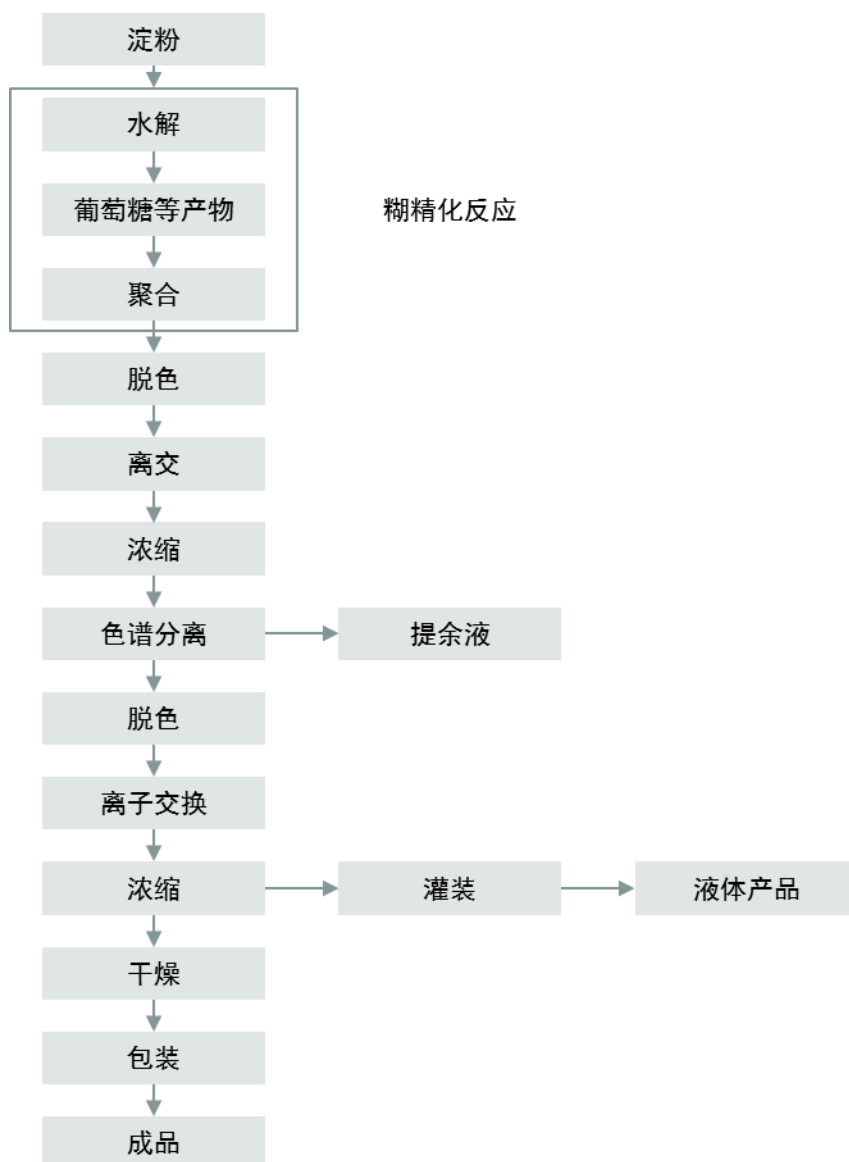 淀粉
水解
葡萄糖等产物
糊精化反应
聚合
脱色
离交
浓缩
色谱分离
提余液
脱色
离子交换
浓缩
灌装
液体产品
干燥
包装
成品